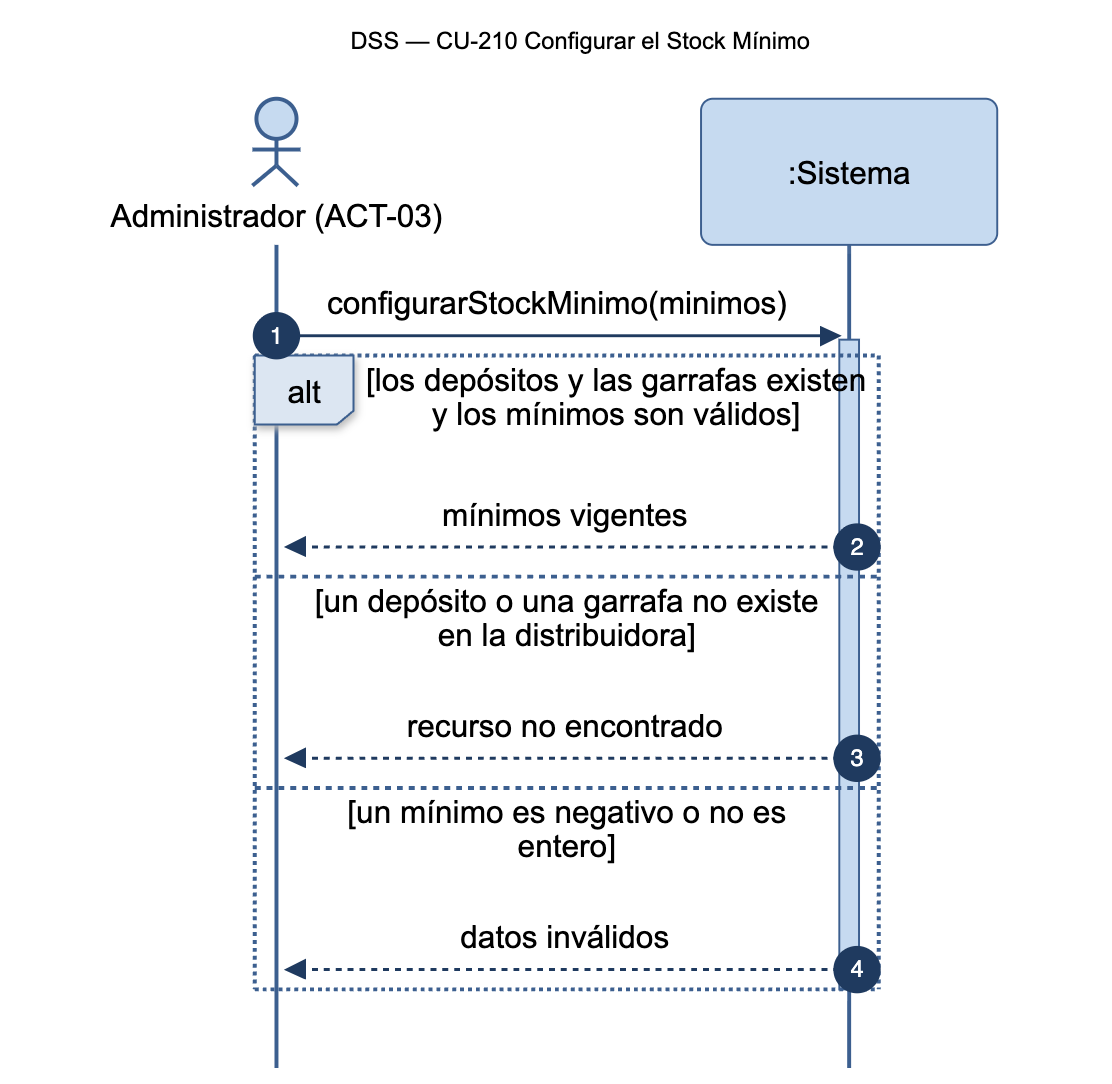 DSS — CU-210 Configurar el Stock Mínimo
Administrador (ACT-03)
:Sistema
configurarStockMinimo(minimos)
1
alt
[los depósitos y las garrafas existen
y los mínimos son válidos]
mínimos vigentes
2
[un depósito o una garrafa no existe
en la distribuidora]
recurso no encontrado
3
[un mínimo es negativo o no es
entero]
datos inválidos
4